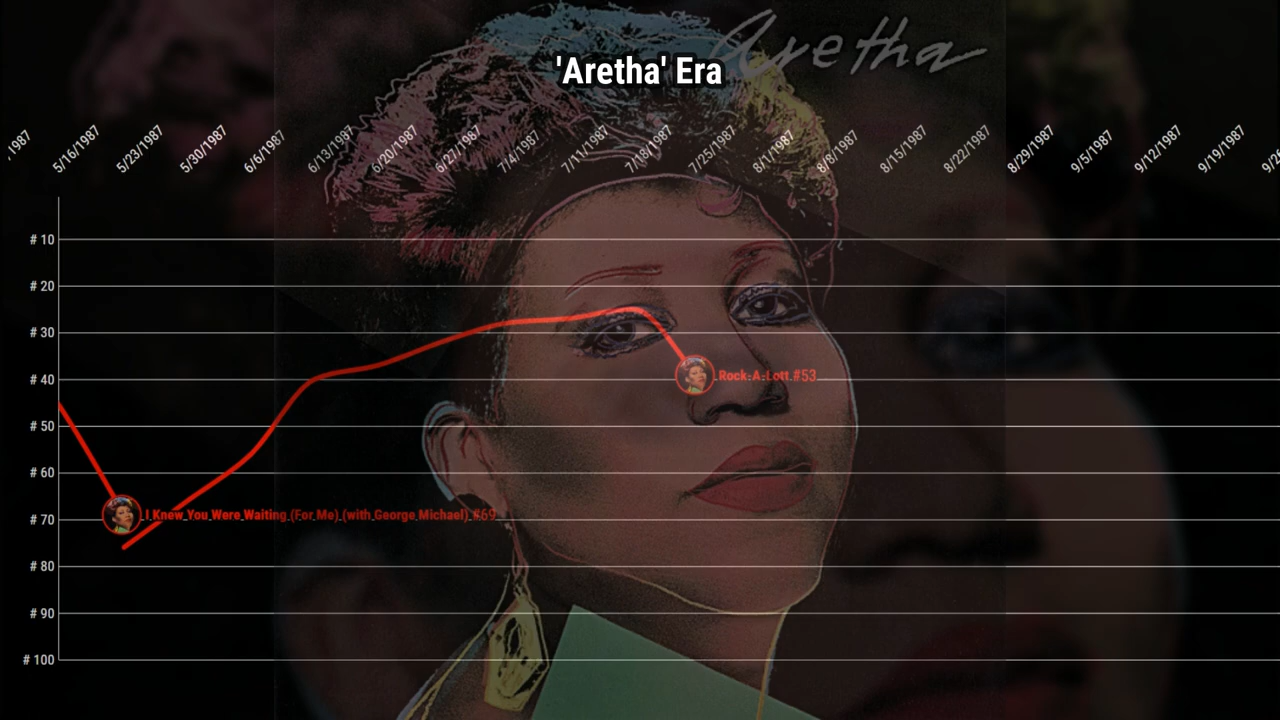 Aretha
'Aretha' Era
, 1987 5/16/1987 5/23/1987 5/30/1987 6/6/1987 6/13/1987 6/20/1987 6/27/1987 7/4/1987 7/11/1987 7/18/1987 7/25/1987 8/1/1987 8/8/1987 8/15/1987 8/22/1987 8/29/1987 9/5/1987 9/12/1987 9/19/1987 9/26
# 10
# 20
# 30
Rock-A-Lott #53
# 40
# 50
# 60
I Knew You Were Waiting (For Me) (with George Michael) #69
# 70
# 80
# 90
# 100